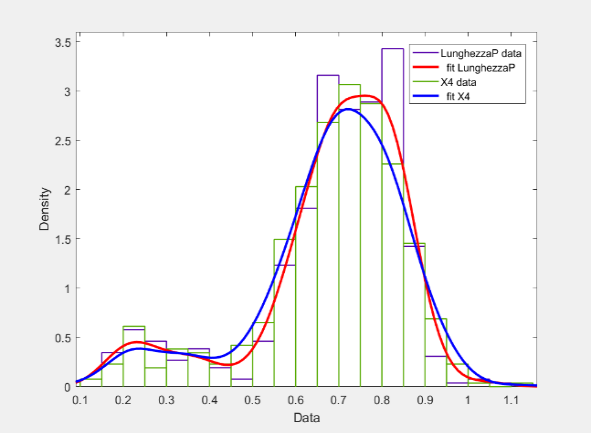 3.5
3
2.5
2
1.5
1
0.5
0
Density
0.1 0.2 0.3 0.4 0.5 0.6 0.7 0.8 0.9 1 1.1
Data
LunghezzaP data
fit LunghezzaP
X4 data
fit X4